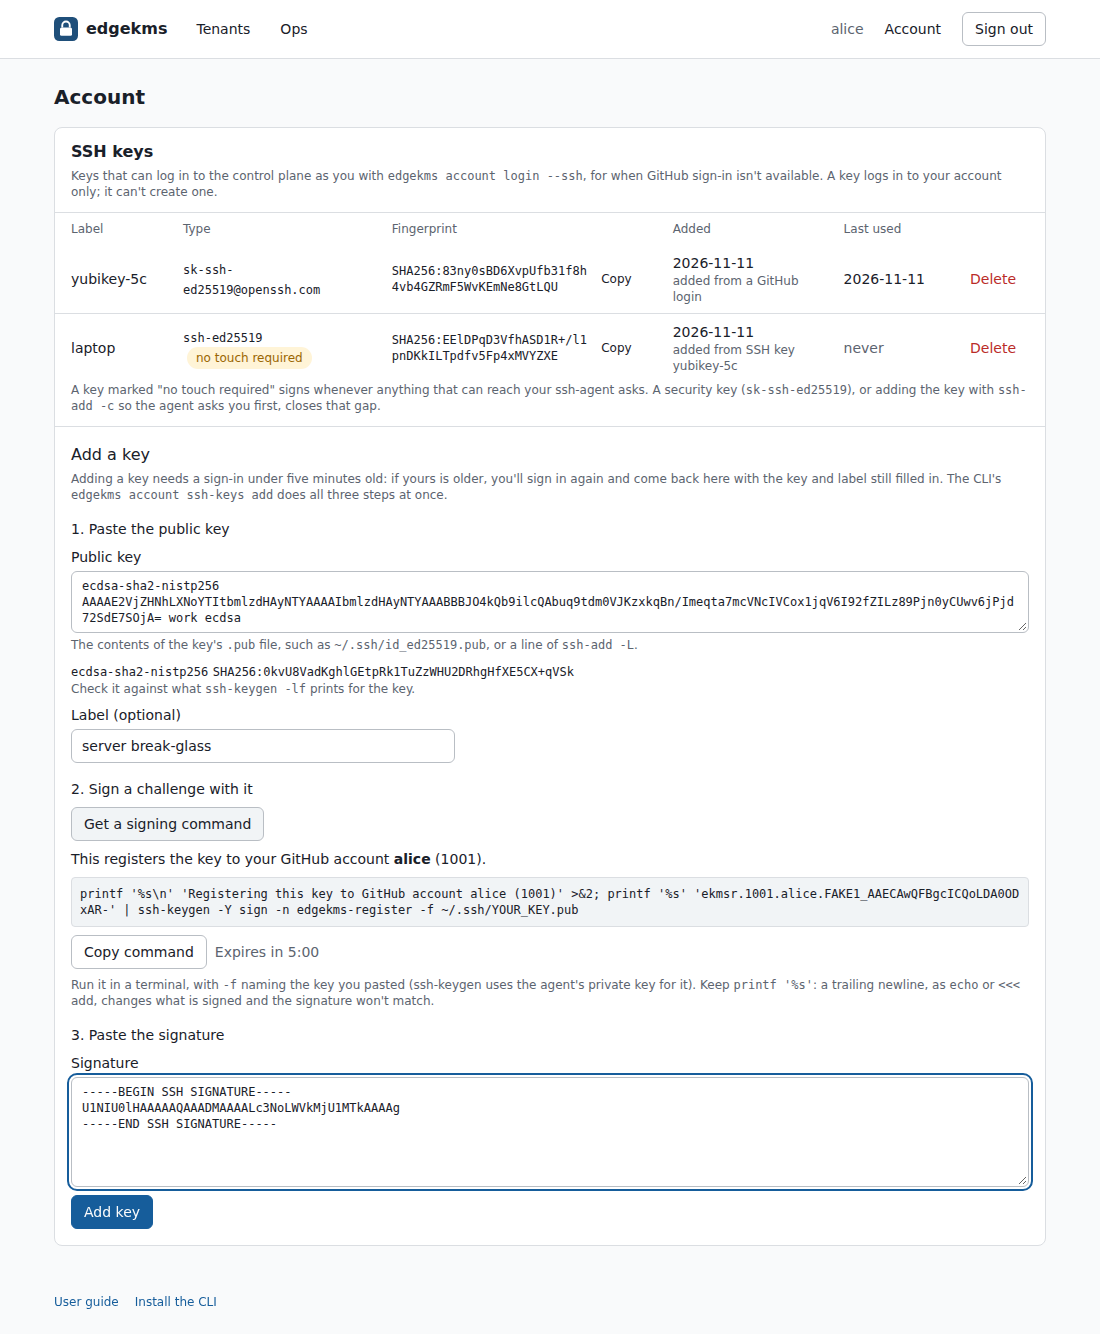 edgekms Tenants Ops alice Account Sign out
Account
SSH keys
Keys that can log in to the control plane as you with edgekms account login --ssh, for when GitHub sign-in isn't available. A key logs in to your account
only; it can't create one.
Label Type Fingerprint Added Last used
yubikey-5c
sk-ssh-
ed25519@openssh.com
SHA256:83ny0sBD6XvpUfb31f8h
4vb4GZRmF5WvKEmNe8GtLQU
Copy
2026-11-11
added from a GitHub
login
2026-11-11
Delete
laptop
ssh-ed25519
no touch required
SHA256:EElDPqD3VfhASD1R+/l1
pnDKkILTpdfv5Fp4xMVYZXE
Copy
2026-11-11
added from SSH key
yubikey-5c
never
Delete
A key marked "no touch required" signs whenever anything that can reach your ssh-agent asks. A security key (sk-ssh-ed25519), or adding the key with ssh-
add -c so the agent asks you first, closes that gap.
Add a key
Adding a key needs a sign-in under five minutes old: if yours is older, you'll sign in again and come back here with the key and label still filled in. The CLI's
edgekms account ssh-keys add does all three steps at once.
1. Paste the public key
Public key
ecdsa-sha2-nistp256
AAAAE2VjZHNhLXNoYTItbmlzdHAyNTYAAAAIbmlzdHAyNTYAAABBBJO4kQb9ilcQAbuq9tdm0VJKzxkqBn/Imeqta7mcVNcIVCox1jqV6I92fZILz89Pjn0yCUwv6jPjd
72SdE7SOjA= work ecdsa
The contents of the key's .pub file, such as ~/.ssh/id_ed25519.pub, or a line of ssh-add -L.
ecdsa-sha2-nistp256 SHA256:0kvU8VadKghlGEtpRk1TuZzWHU2DRhgHfXE5CX+qVSk
Check it against what ssh-keygen -lf prints for the key.
Label (optional)
server break-glass
2. Sign a challenge with it
Get a signing command
This registers the key to your GitHub account alice (1001).
printf '%s\n' 'Registering this key to GitHub account alice (1001)' >&2; printf '%s' 'ekmsr.1001.alice.FAKE1_AAECAwQFBgcICQoLDA0OD
xAR-' | ssh-keygen -Y sign -n edgekms-register -f ~/.ssh/YOUR_KEY.pub
Copy command Expires in 5:00
Run it in a terminal, with -f naming the key you pasted (ssh-keygen uses the agent's private key for it). Keep printf '%s': a trailing newline, as echo or <<<
add, changes what is signed and the signature won't match.
3. Paste the signature
Signature
-----BEGIN SSH SIGNATURE-----
U1NIU0lHAAAAAQAAADMAAAALc3NoLWVkMjU1MTkAAAAg
-----END SSH SIGNATURE-----
Add key
User guide Install the CLI